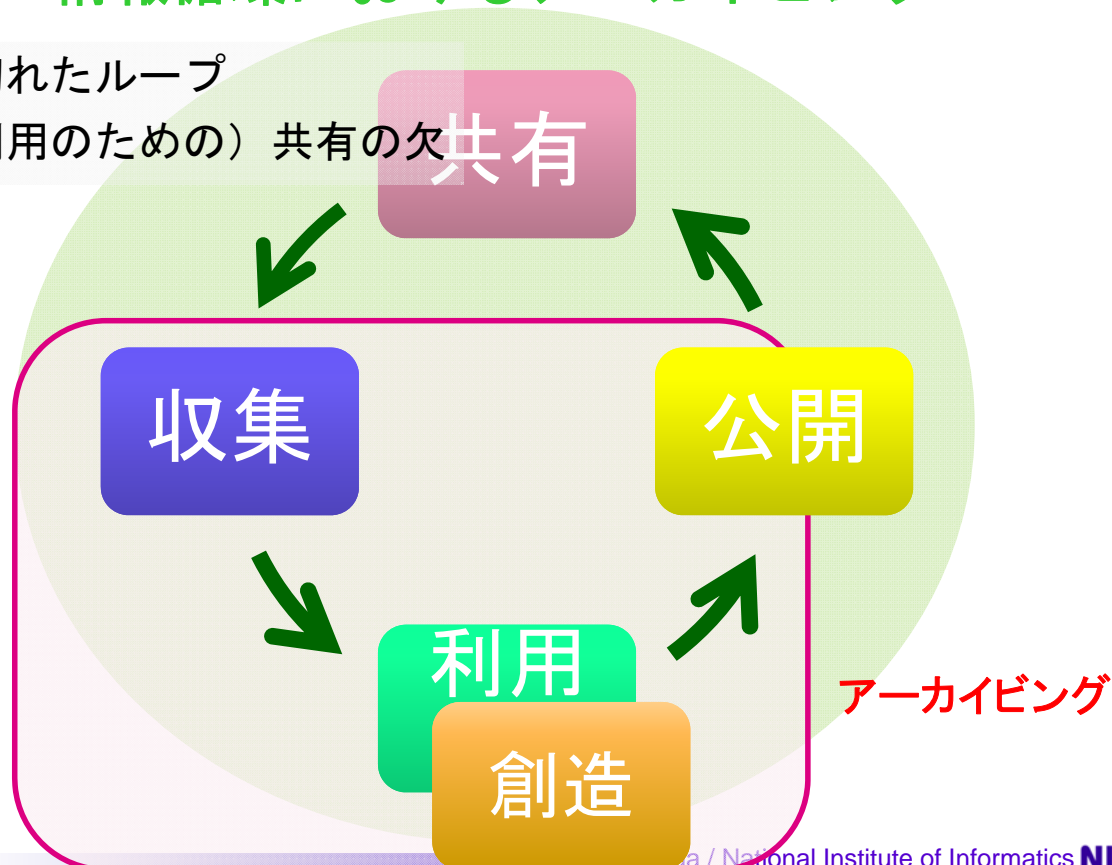 れたループ
用のための）共有の欠
共有
収集
公開
利用
創造
アーカイビング
/ National Institute of Informatics